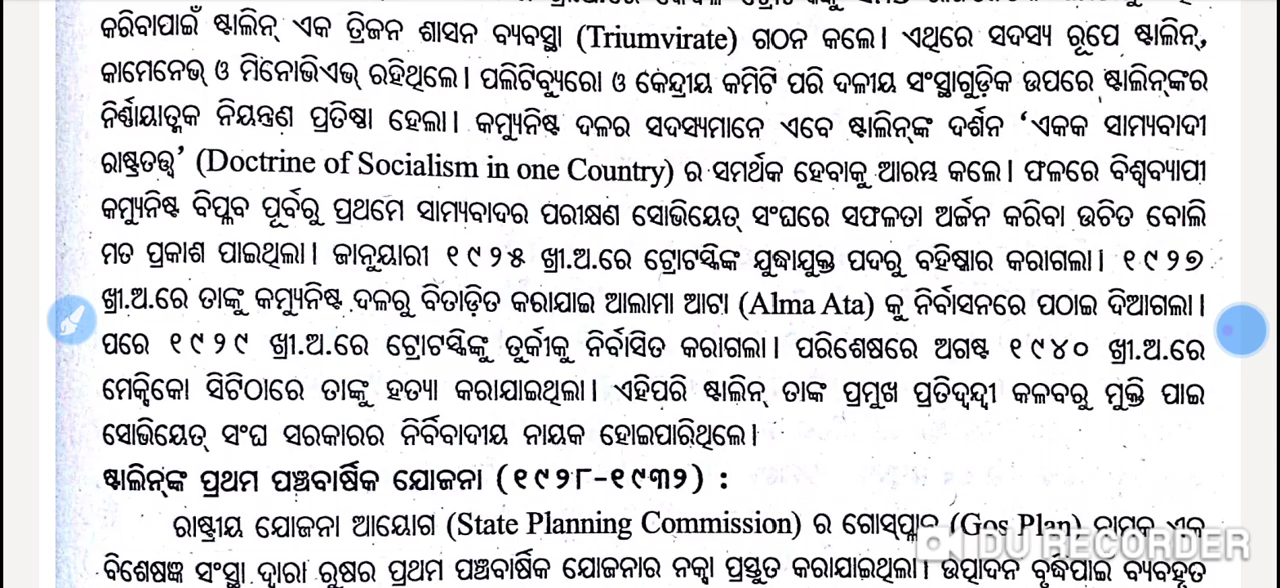 କରିବାପାଇଁ ଷ୍ଟାଲିନ୍ ଏକ ତ୍ରିଜନ ଶାସନ ବ୍ୟବସ୍ଥା (Triumvirate) ଗଠନ କଲେ। ଏଥିରେ ସଦସ୍ୟ ରୂପେ ଷ୍ଟାଲିନ୍,
କାମେନେଭ୍ ଓ ମିନୋଭିଏଭ୍ ରହିଥିଲେ। ପଲିଟିବ୍ୟୁରୋ ଓ କେନ୍ଦ୍ରୀୟ କମିଟି ପରି ଦଳୀୟ ସଂସ୍ଥାଗୁଡ଼ିକ ଉପରେ ଷ୍ଟାଲିନ୍‌ଙ୍କର
ନିର୍ଣ୍ଣାୟାତ୍ମକ ନିୟନ୍ତ୍ରଣ ପ୍ରତିଷ୍ଠା ହେଲା। କମ୍ୟୁନିଷ୍ଟ ଦଳର ସଦସ୍ୟମାନେ ଏବେ ଷ୍ଟାଲିନ୍‌ଙ୍କ ଦର୍ଶନ ‘ଏକକ ସାମ୍ୟବାଦୀ
ରାଷ୍ଟ୍ରତତ୍ତ୍ୱ’ (Doctrine of Socialism in one Country) ର ସମର୍ଥକ ହେବାକୁ ଆରମ୍ଭ କଲେ। ଫଳରେ ବିଶ୍ୱବ୍ୟାପୀ
କମ୍ୟୁନିଷ୍ଟ ବିପ୍ଳବ ପୂର୍ବରୁ ପ୍ରଥମେ ସାମ୍ୟବାଦର ପରୀକ୍ଷଣ ସୋଭିୟେତ୍ ସଂଘରେ ସଫଳତା ଅର୍ଜନ କରିବା ଉଚିତ ବୋଲି
ମତ ପ୍ରକାଶ ପାଇଥିଲା। ଜାନୁୟାରୀ ୧୯୨୫ ଖ୍ରୀ.ଅ.ରେ ଟ୍ରୋଟସ୍କିଙ୍କ ଯୁଦ୍ଧାଯୁକ୍ତ ପଦରୁ ବହିଷ୍କାର କରାଗଲା। ୧୯୨୭
ଖ୍ରୀ.ଅ.ରେ ତାଙ୍କୁ କମ୍ୟୁନିଷ୍ଟ ଦଳରୁ ବିତାଡ଼ିତ କରାଯାଇ ଆଲାମା ଆଟା (Alma Ata) କୁ ନିର୍ବାସନରେ ପଠାଇ ଦିଆଗଲା।
ପରେ ୧୯୨୯ ଖ୍ରୀ.ଅ.ରେ ଟ୍ରୋଟସ୍କିଙ୍କୁ ତୁର୍କୀକୁ ନିର୍ବାସିତ କରାଗଲା। ପରିଶେଷରେ ଅଗଷ୍ଟ ୧୯୪୦ ଖ୍ରୀ.ଅ.ରେ
ମେକ୍ସିକୋ ସିଟିଠାରେ ତାଙ୍କୁ ହତ୍ୟା କରାଯାଇଥିଲା। ଏହିପରି ଷ୍ଟାଲିନ୍ ତାଙ୍କ ପ୍ରମୁଖ ପ୍ରତିଦ୍ୱନ୍ଦ୍ୱୀ କଳବରୁ ମୁକ୍ତି ପାଇ
ସୋଭିୟେତ୍ ସଂଘ ସରକାରର ନିର୍ବିବାଦୀୟ ନାୟକ ହୋଇପାରିଥିଲେ।
ଷ୍ଟାଲିନ୍‌ଙ୍କ ପ୍ରଥମ ପଞ୍ଚବାର୍ଷିକ ଯୋଜନା (୧୯୨୮-୧୯୩୨) :
ରାଷ୍ଟ୍ରୀୟ ଯୋଜନା ଆୟୋଗ (State Planning Commission) ର ଗୋସ୍‌ପ୍ଲାନ୍ (Gos Plan) ନାମକ ଏକ
ବିଶେଷଜ୍ଞ ସଂସ୍ଥା ଦ୍ୱାରା ରୁଷର ପ୍ରଥମ ପଞ୍ଚବାର୍ଷିକ ଯୋଜନାର ନକ୍ସା ପ୍ରସ୍ତୁତ କରାଯାଇଥିଲା। ଉତ୍ପାଦନ ବୃଦ୍ଧିପାଇଁ ବ୍ୟବହୃତ
DU RECORDER